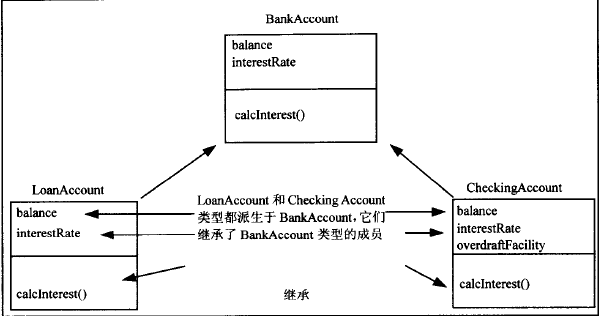 BankAccount
balance
interestRate
calcInterest()
LoanAccount
balance
interestRate
calcInterest()
LoanAccount 和 Checking Account
类型都派生于 BankAccount,它们
继承了 BankAccount 类型的成员
CheckingAccount
balance
interestRate
overdraftFacility
calcInterest()
继承